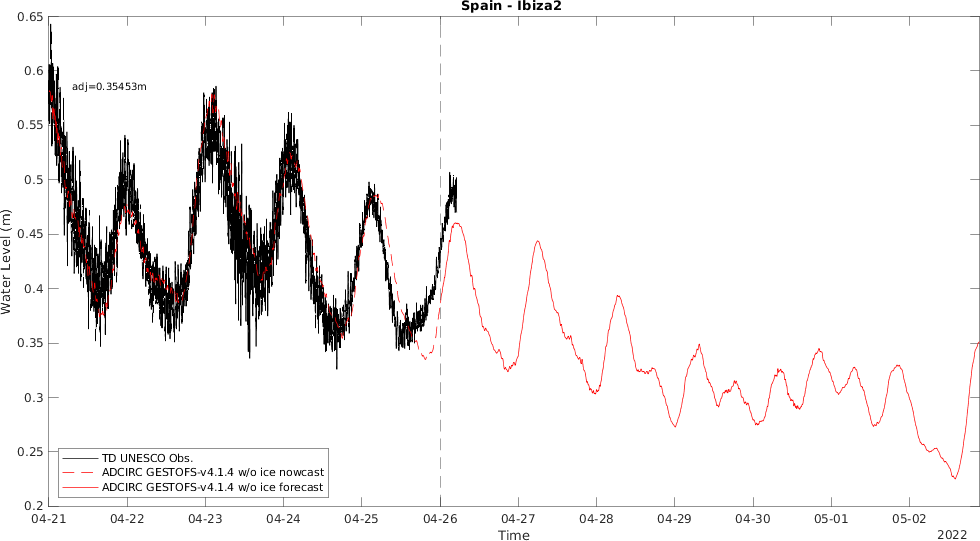 Spain - Ibiza2
0.65
0.6
0.55
0.5
0.45
0.4
0.35
0.3
0.25
0.2
Water Level (m)
adj=0.35453m
TD UNESCO Obs.
ADCIRC GESTOFS-v4.1.4 w/o ice nowcast
ADCIRC GESTOFS-v4.1.4 w/o ice forecast
04-21 04-22 04-23 04-24 04-25 04-26 04-27 04-28 04-29 04-30 05-01 05-02
Time
2022